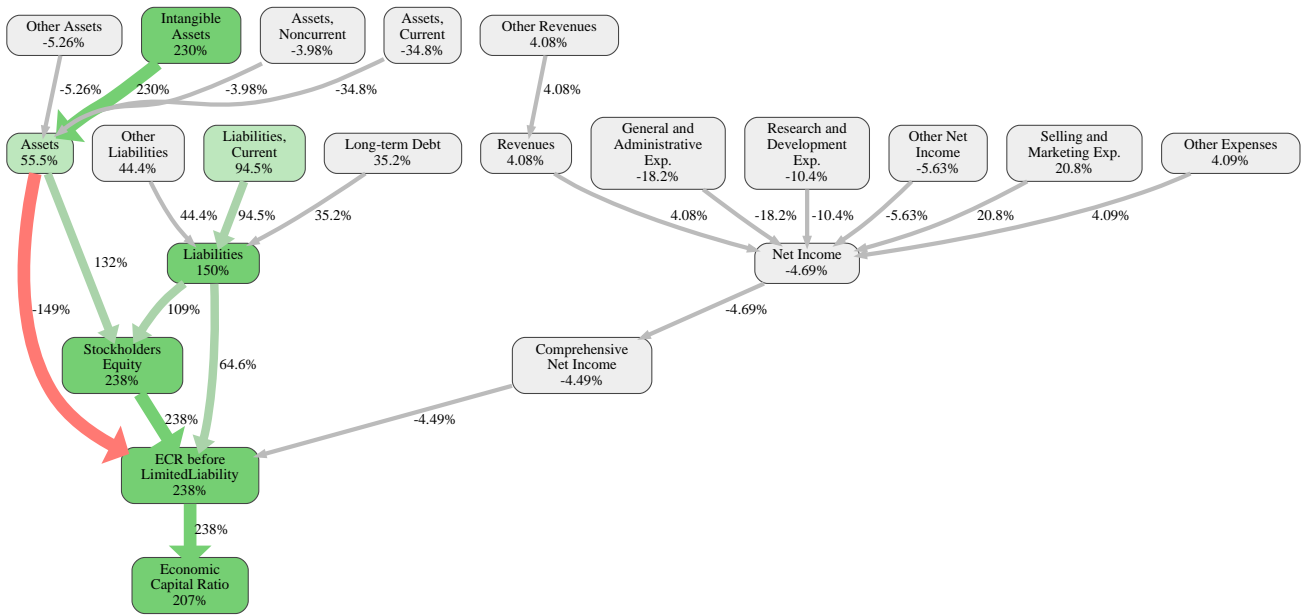 Other Assets
-5.26%
Intangible
Assets
230%
Assets,
Noncurrent
-3.98%
Assets,
Current
-34.8%
Other Revenues
4.08%
-5.26%
230%
-3.98%
-34.8%
4.08%
Assets
55.5%
Other
Liabilities
44.4%
Liabilities,
Current
94.5%
Long-term Debt
35.2%
Revenues
4.08%
General and
Administrative
Exp.
-18.2%
Research and
Development
Exp.
-10.4%
Other Net
Income
-5.63%
Selling and
Marketing Exp.
20.8%
Other Expenses
4.09%
44.4%
94.5%
35.2%
4.08%
-18.2%
-10.4%
-5.63%
20.8%
4.09%
Liabilities
150%
Net Income
-4.69%
132%
-149%
109%
-4.69%
Stockholders
Equity
238%
64.6%
Comprehensive
Net Income
-4.49%
238%
-4.49%
ECR before
LimitedLiability
238%
238%
Economic
Capital Ratio
207%